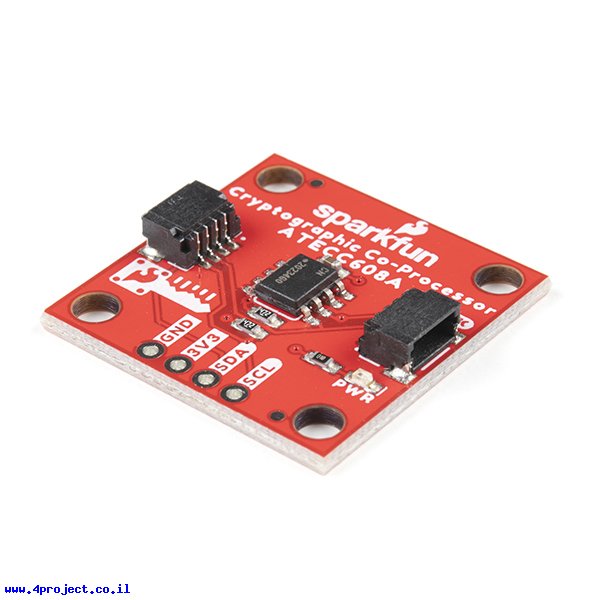 sparkfun
Cryptographic Co-Processor
ATECC608A
GND
3V3
SDA
SCL
PWR
www.4project.co.il